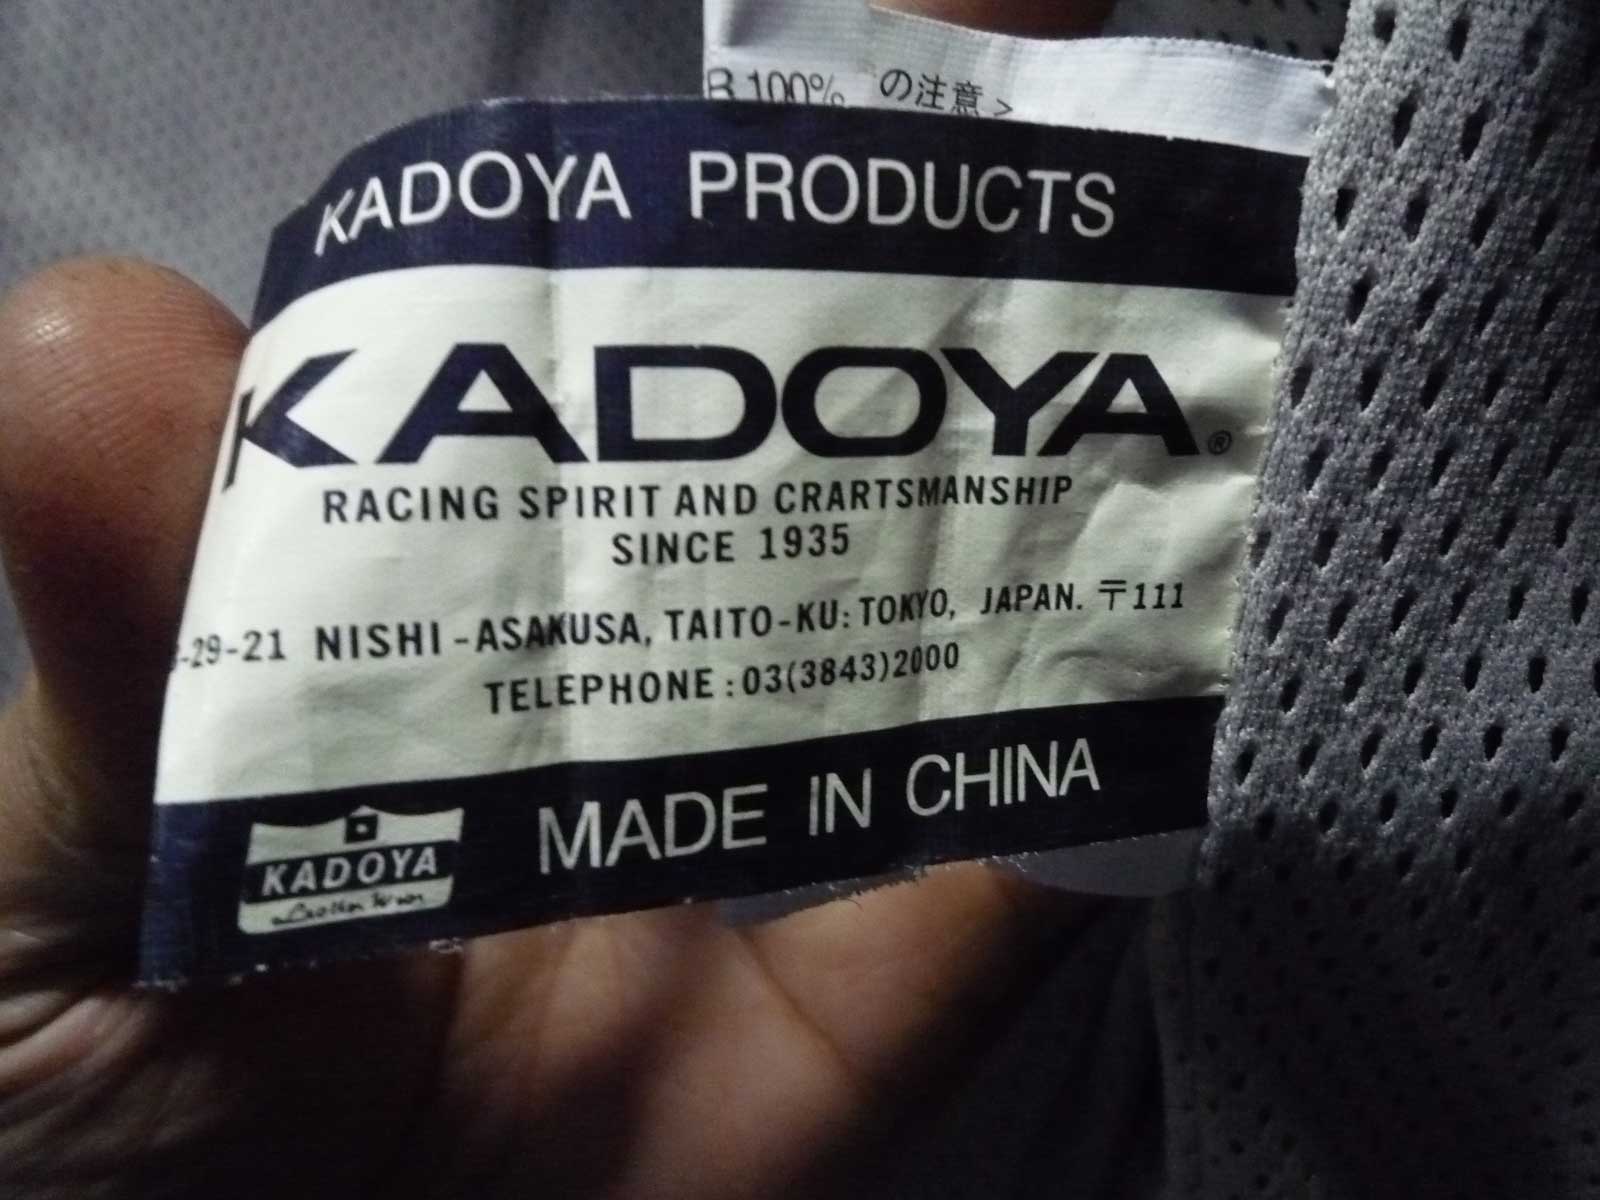 100% の注意>
KADOYA PRODUCTS
KADOYA®
RACING SPIRIT AND CRARTSMANSHIP
SINCE 1935
-29-21 NISHI-ASAKUSA, TAITO-KU: TOKYO, JAPAN. 〒111
TELEPHONE:03(3843)2000
MADE IN CHINA
KADOYA